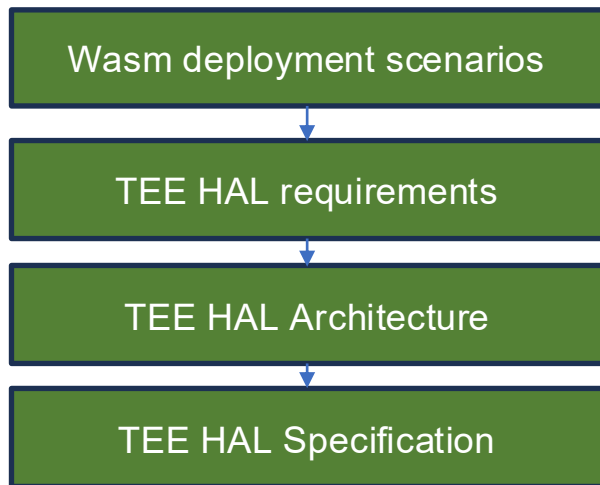 Wasm deployment scenarios
TEE HAL requirements
TEE HAL Architecture
TEE HAL Specification